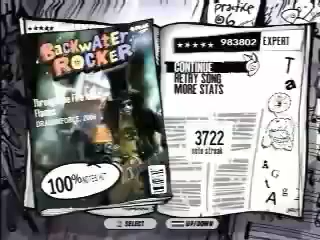 practice
★★★★★ 983802 EXPERT
BACKWATER
ROCKER
CONTINUE
RETRY SONG
MORE STATS
Through the Fire
Flames
DRAGONFORCE, 2006
3722
note streak
100% NOTES HIT
SELECT
UP/DOWN